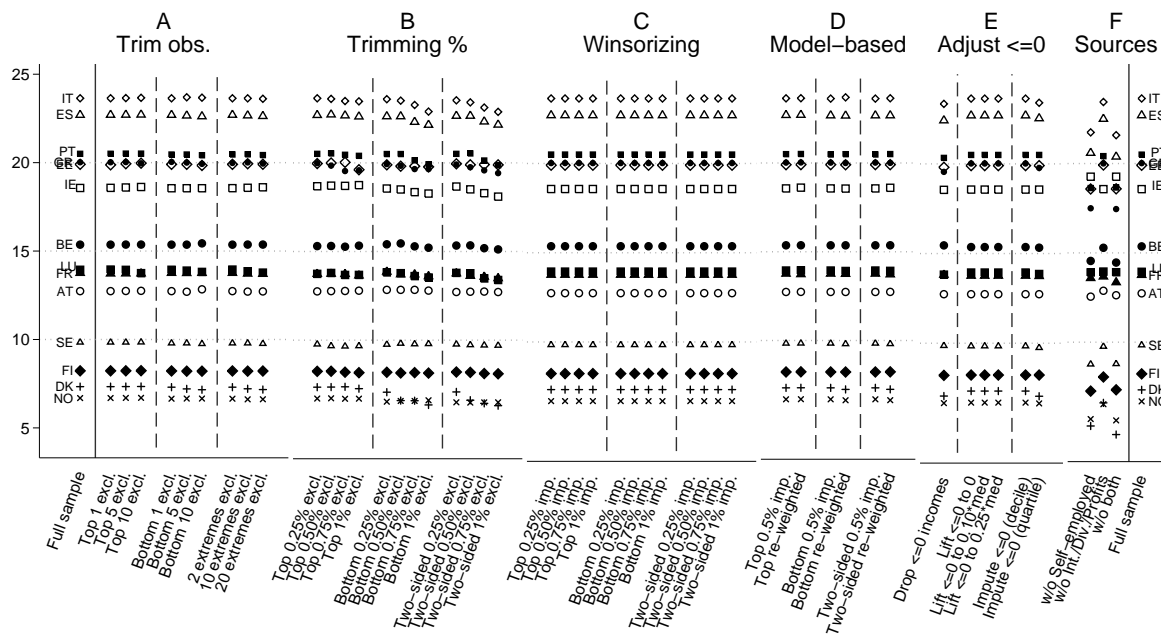 A
Trim obs.
B
Trimming %
C
Winsorizing
D
Model−based
E
Adjust <=0
F
Sources
25
20
15
10
5
IT
ES
PT
GR
EE
IE
BE
LU
FR
AT
SE
FI
DK
NO
IT
ES
IE
BE
FR
AT
SE
FI
DK
NO
Full sample
Top 1 excl.
Top 5 excl.
Top 10 excl.
Bottom 1 excl.
Bottom 5 excl.
Bottom 10 excl.
2 extremes excl.
10 extremes excl.
20 extremes excl.
Top 0.25% excl.
Top 0.50% excl.
Top 0.75% excl.
Top 1% excl.
Bottom 0.25% excl.
Bottom 0.50% excl.
Bottom 0.75% excl.
Bottom 1% excl.
Two−sided 0.25% excl.
Two−sided 0.50% excl.
Two−sided 0.75% excl.
Two−sided 1% excl.
Top 0.25% imp.
Top 0.50% imp.
Top 0.75% imp.
Top 1% imp.
Bottom 0.25% imp.
Bottom 0.50% imp.
Bottom 0.75% imp.
Bottom 1% imp.
Two−sided 0.25% imp.
Two−sided 0.50% imp.
Two−sided 0.75% imp.
Two−sided 1% imp.
Top 0.5% imp.
Top re−weighted
Bottom 0.5% imp.
Bottom re−weighted
Two−sided 0.5% imp.
Two−sided re−weighted
Drop <=0 incomes
Lift <=0 to 0
Lift <=0 to 0.10*med
Lift <=0 to 0.25*med
Impute <=0 (decile)
Impute <=0 (quartile)
w/o Self−employed
w/o Int./Div./Profits
w/o both
Full sample